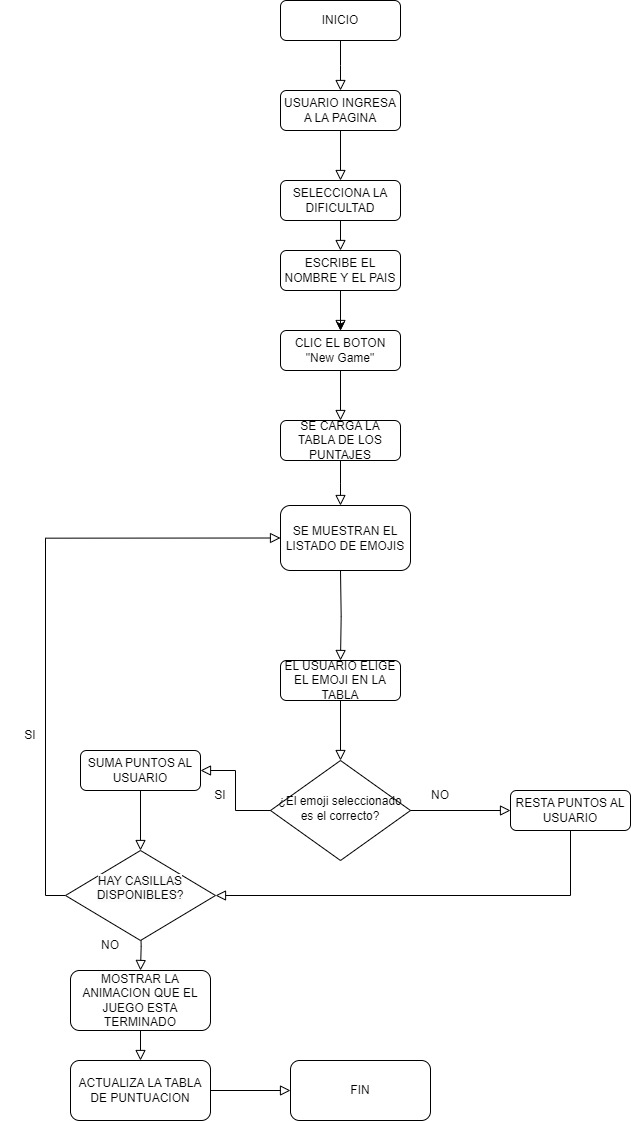 INICIO
USUARIO INGRESA
A LA PAGINA
SELECCIONA LA
DIFICULTAD
ESCRIBE EL
NOMBRE Y EL PAIS
CLIC EL BOTON
"New Game"
SE CARGA LA
TABLA DE LOS
PUNTAJES
SE MUESTRAN EL
LISTADO DE EMOJIS
EL USUARIO ELIGE
EL EMOJI EN LA
TABLA
¿El emoji seleccionado
es el correcto?
SI
SUMA PUNTOS AL
USUARIO
NO
RESTA PUNTOS AL
USUARIO
HAY CASILLAS
DISPONIBLES?
SI
NO
MOSTRAR LA
ANIMACION QUE EL
JUEGO ESTA
TERMINADO
ACTUALIZA LA TABLA
DE PUNTUACION
FIN